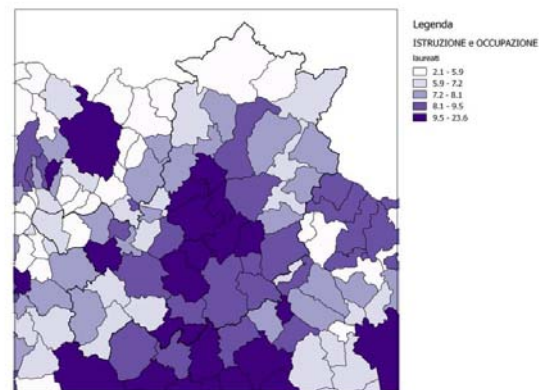 Legenda
ISTRUZIONE e OCCUPAZIONE
laureati
2.1 - 5.9
5.9 - 7.2
7.2 - 8.1
8.1 - 9.5
9.5 - 23.6